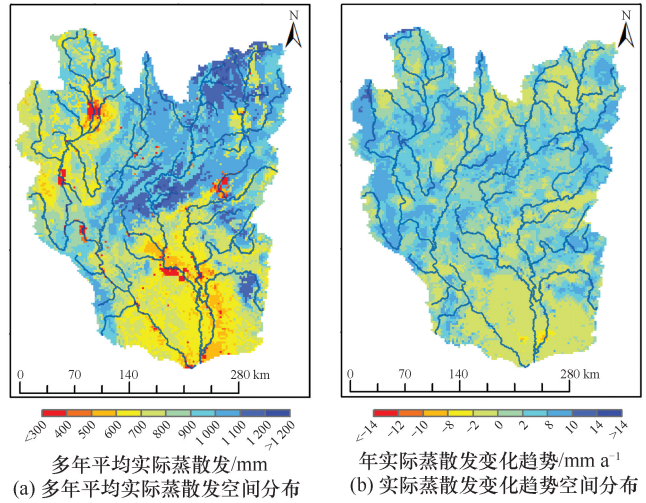 N
N
0 70 140 280 km
0 70 140 280 km
<300 400 600 700 800 900 1 000 1 100 >1 200
<-14 -12 -10 -8 -2 0 2 8 10 14 >14
多年平均实际蒸散发/mm
年实际蒸散发变化趋势/mm a⁻¹
(a) 多年平均实际蒸散发空间分布
(b) 实际蒸散发变化趋势空间分布